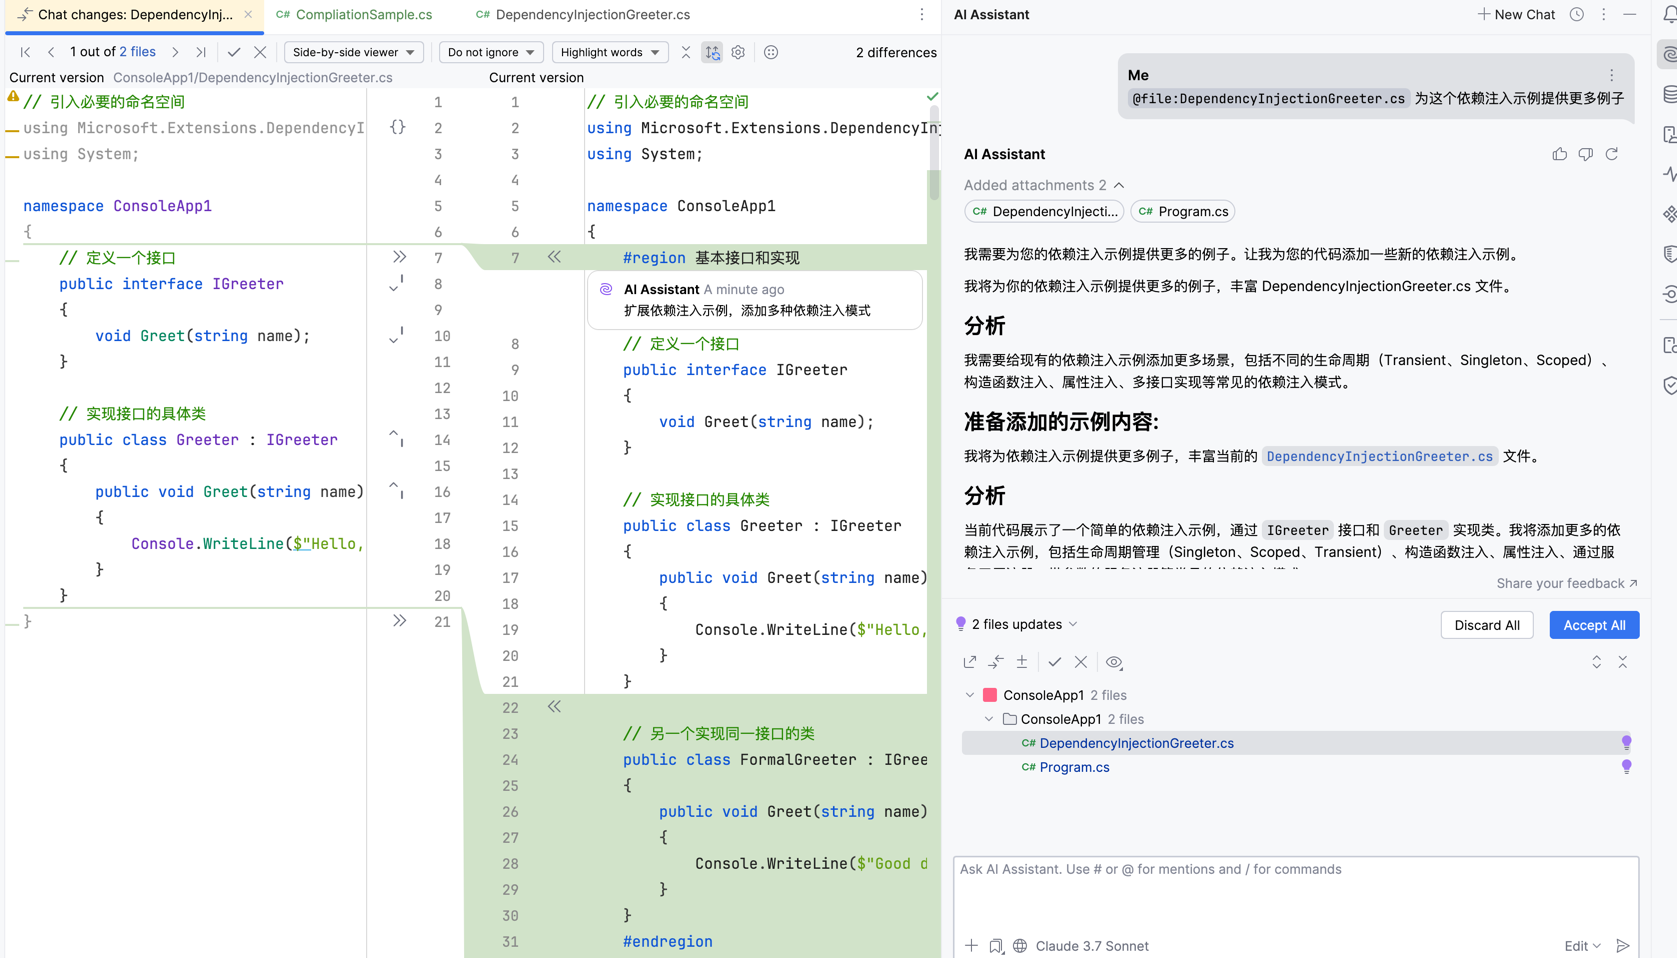 Chat changes: DependencyInj...
C# CompliationSample.cs
C# DependencyInjectionGreeter.cs
1 out of 2 files
Side-by-side viewer
Do not ignore
Highlight words
2 differences
Current version ConsoleApp1/DependencyInjectionGreeter.cs
Current version
// 引入必要的命名空间
using Microsoft.Extensions.DependencyI
using System;
namespace ConsoleApp1
{
// 定义一个接口
public interface IGreeter
{
void Greet(string name);
}
// 实现接口的具体类
public class Greeter : IGreeter
{
public void Greet(string name)
{
Console.WriteLine($"Hello,
}
}
}
{}
1
2
3
4
5
6
7
8
9
10
11
12
13
14
15
16
17
18
19
20
21
1 // 引入必要的命名空间
2 using Microsoft.Extensions.DependencyInj
3 using System;
4
5 namespace ConsoleApp1
6 {
7 #region 基本接口和实现
AI Assistant A minute ago
扩展依赖注入示例，添加多种依赖注入模式
8 // 定义一个接口
9 public interface IGreeter
10 {
11 void Greet(string name);
12 }
13
14 // 实现接口的具体类
15 public class Greeter : IGreeter
16 {
17 public void Greet(string name)
18 {
19 Console.WriteLine($"Hello,
20 }
21 }
22
23 // 另一个实现同一接口的类
24 public class FormalGreeter : IGree
25 {
26 public void Greet(string name)
27 {
28 Console.WriteLine($"Good d
29 }
30 }
31 #endregion
AI Assistant
New Chat
Me
@file:DependencyInjectionGreeter.cs 为这个依赖注入示例提供更多例子
AI Assistant
Added attachments 2
C# DependencyInjecti...
C# Program.cs
我需要为您的依赖注入示例提供更多的例子。让我为您的代码添加一些新的依赖注入示例。
我将为你的依赖注入示例提供更多的例子，丰富 DependencyInjectionGreeter.cs 文件。
分析
我需要给现有的依赖注入示例添加更多场景，包括不同的生命周期（Transient、Singleton、Scoped）、
构造函数注入、属性注入、多接口实现等常见的依赖注入模式。
准备添加的示例内容:
我将为依赖注入示例提供更多例子，丰富当前的 DependencyInjectionGreeter.cs 文件。
分析
当前代码展示了一个简单的依赖注入示例，通过 IGreeter 接口和 Greeter 实现类。我将添加更多的依
赖注入示例，包括生命周期管理（Singleton、Scoped、Transient）、构造函数注入、属性注入、通过服
Share your feedback
2 files updates
Discard All
Accept All
ConsoleApp1 2 files
ConsoleApp1 2 files
C# DependencyInjectionGreeter.cs
C# Program.cs
Ask AI Assistant. Use # or @ for mentions and / for commands
Claude 3.7 Sonnet
Edit